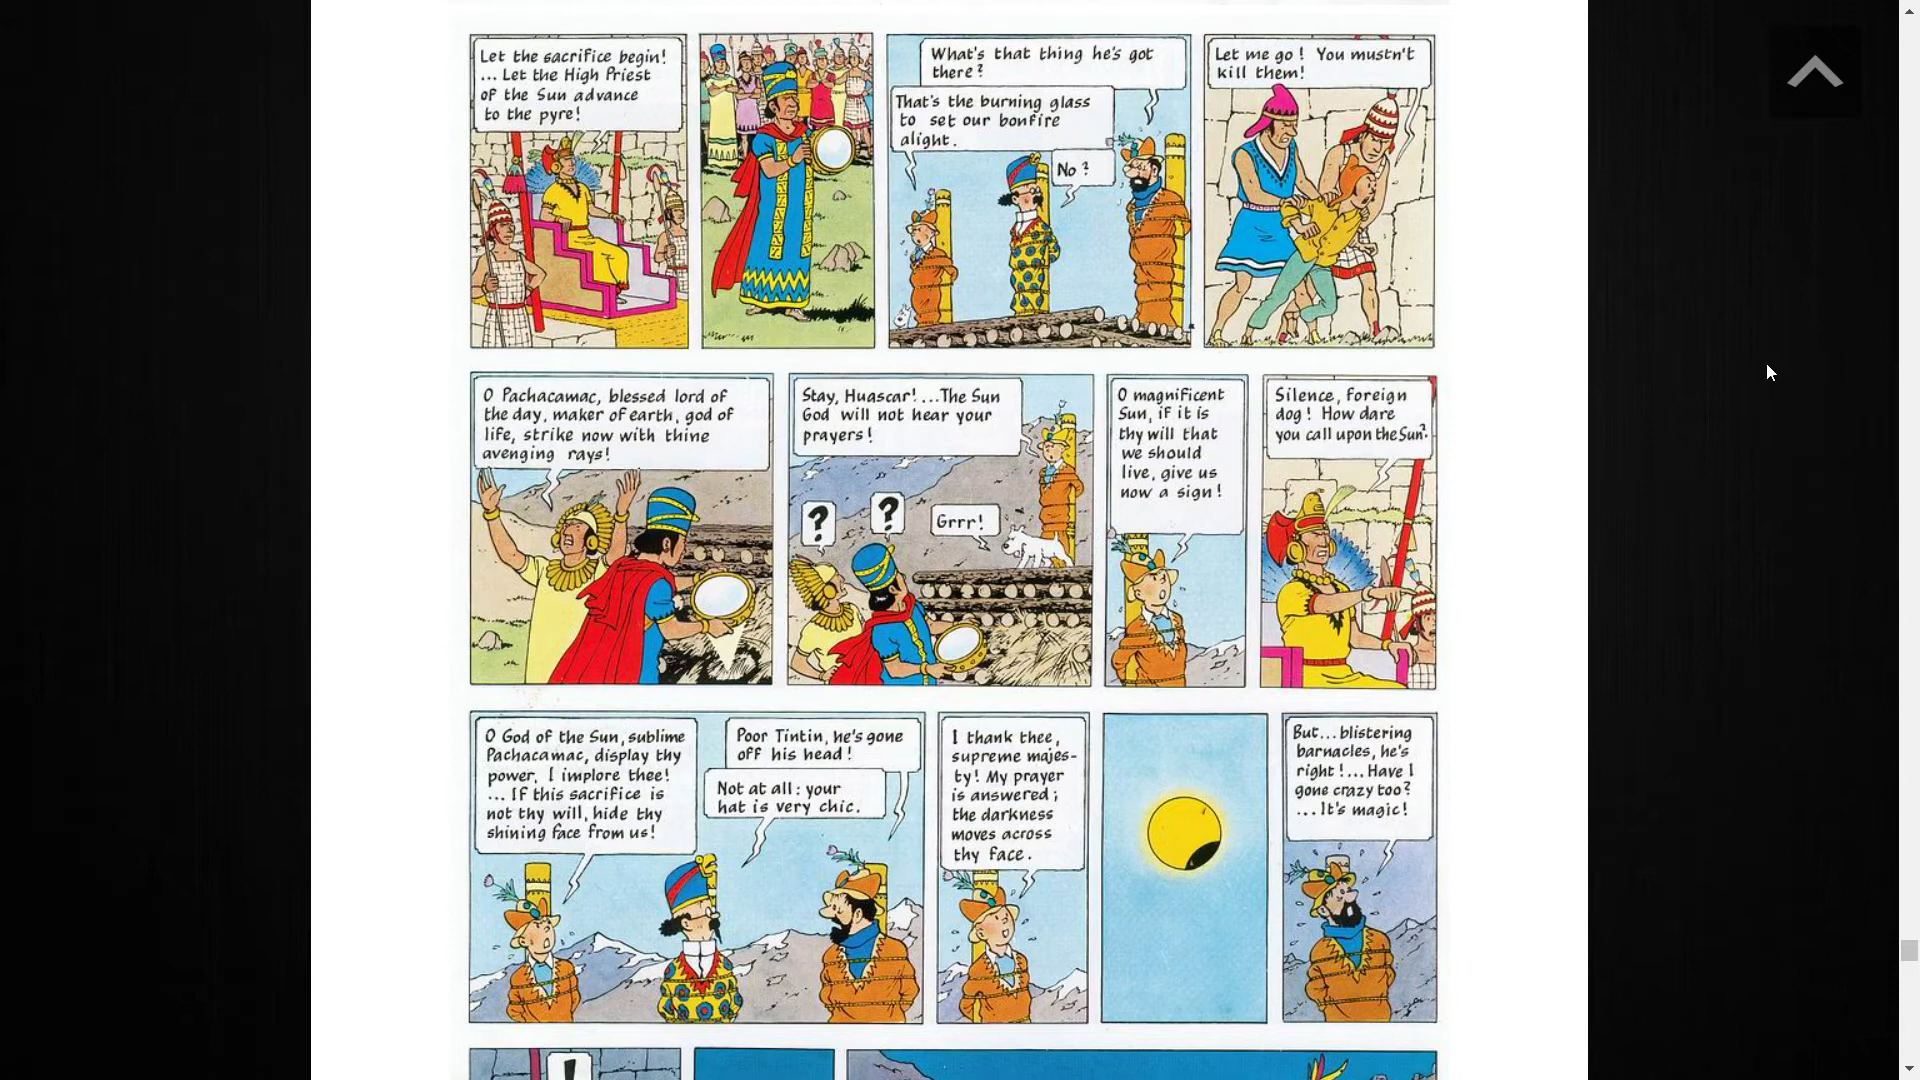 Let the sacrifice begin!
... Let the High Priest
of the Sun advance
to the pyre!
What's that thing he's got
there?
That's the burning glass
to set our bonfire
alight.
No?
Let me go! You mustn't
kill them!
O Pachacamac, blessed lord of
the day, maker of earth, god of
life, strike now with thine
avenging rays!
Stay, Huascar!...The Sun
God will not hear your
prayers!
?
?
Grrr!
O magnificent
Sun, if it is
thy will that
we should
live, give us
now a sign!
Silence, foreign
dog! How dare
you call upon the Sun?
O God of the Sun, sublime
Pachacamac, display thy
power, I implore thee!
... If this sacrifice is
not thy will, hide thy
shining face from us!
Poor Tintin, he's gone
off his head!
Not at all: your
hat is very chic.
I thank thee,
supreme majes-
ty! My prayer
is answered;
the darkness
moves across
thy face.
But...blistering
barnacles, he's
right!...Have I
gone crazy too?
...It's magic!
!